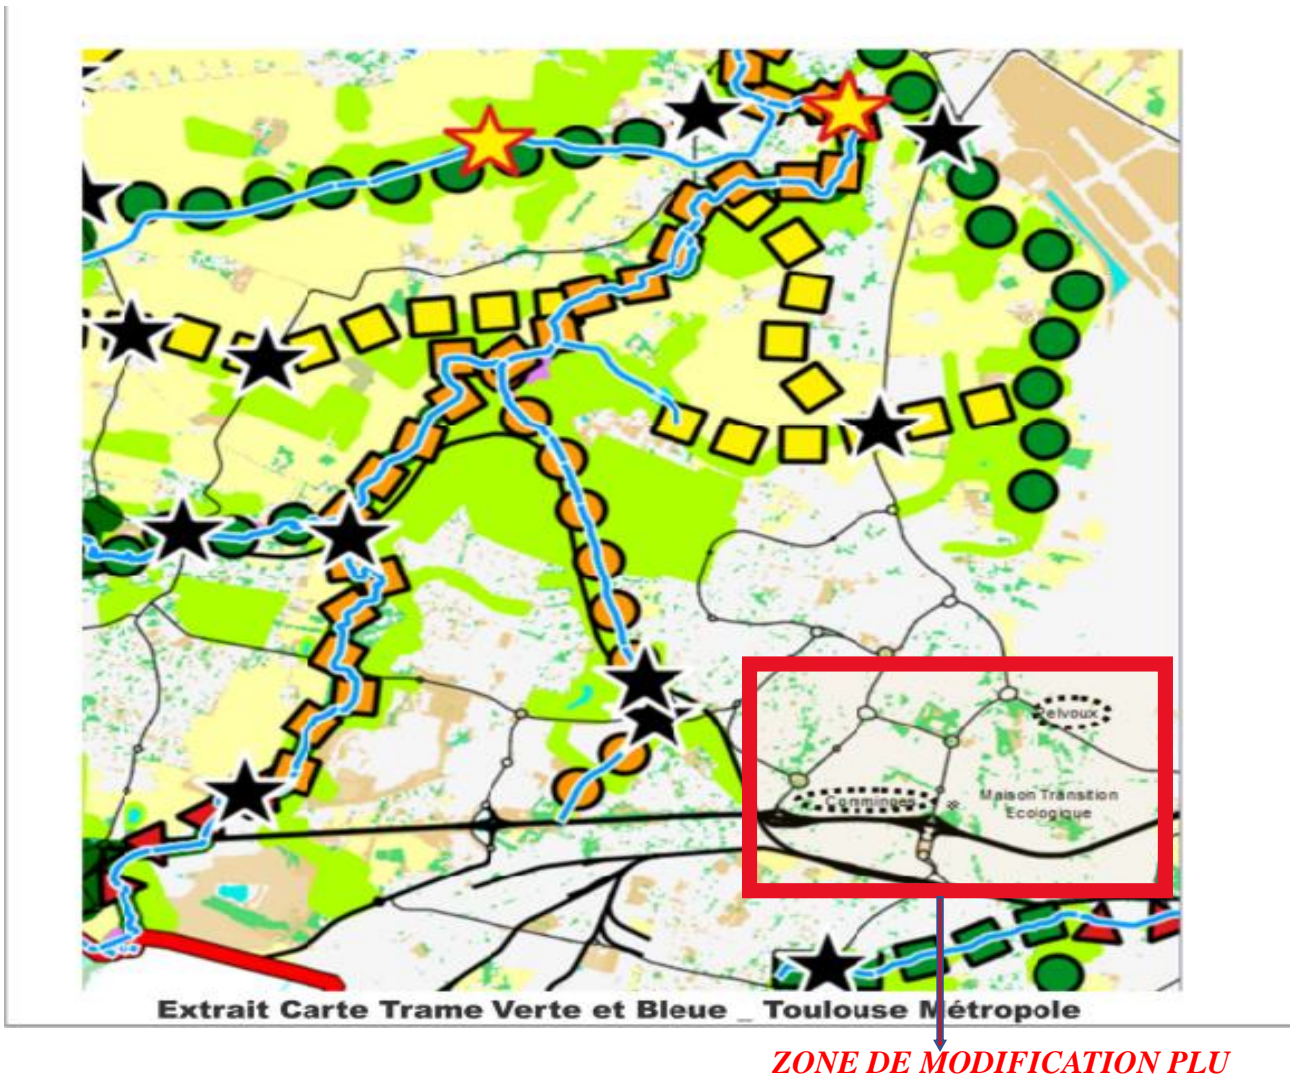 Pelvoux
Comminges
Maison Transition
Ecologique
Extrait Carte Trame Verte et Bleue _ Toulouse Métropole
ZONE DE MODIFICATION PLU